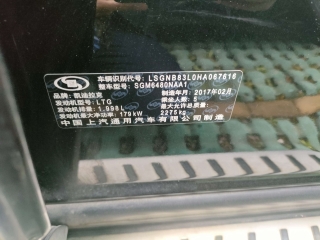 车辆识别代号: LSGNB83L0HA067616
整车型号: SGM6480NAA1
品牌: 凯迪拉克 制造年月: 2017年02月
发动机型号: LTG 乘坐人数: 5
发动机排量: 1.998L 最大允许总质量:
发动机最大净功率: 179kW 2275kg
中国上汽通用汽车有限公司制造